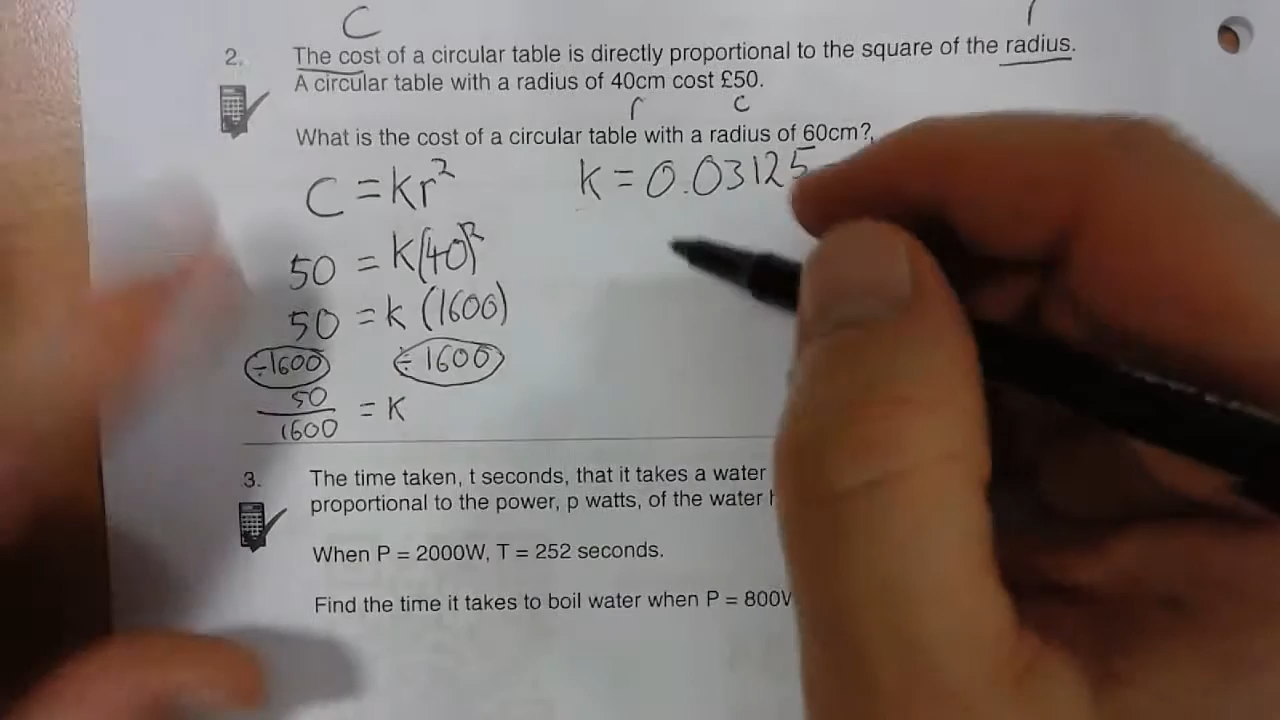 C r
2. The cost of a circular table is directly proportional to the square of the radius.
A circular table with a radius of 40cm cost £50.
r c
What is the cost of a circular table with a radius of 60cm?
C = kr² k = 0.03125
50 = k(40)²
50 = k (1600)
÷1600 ÷1600
50/1600 = k
3. The time taken, t seconds, that it takes a water
proportional to the power, p watts, of the water
When P = 2000W, T = 252 seconds.
Find the time it takes to boil water when P = 800